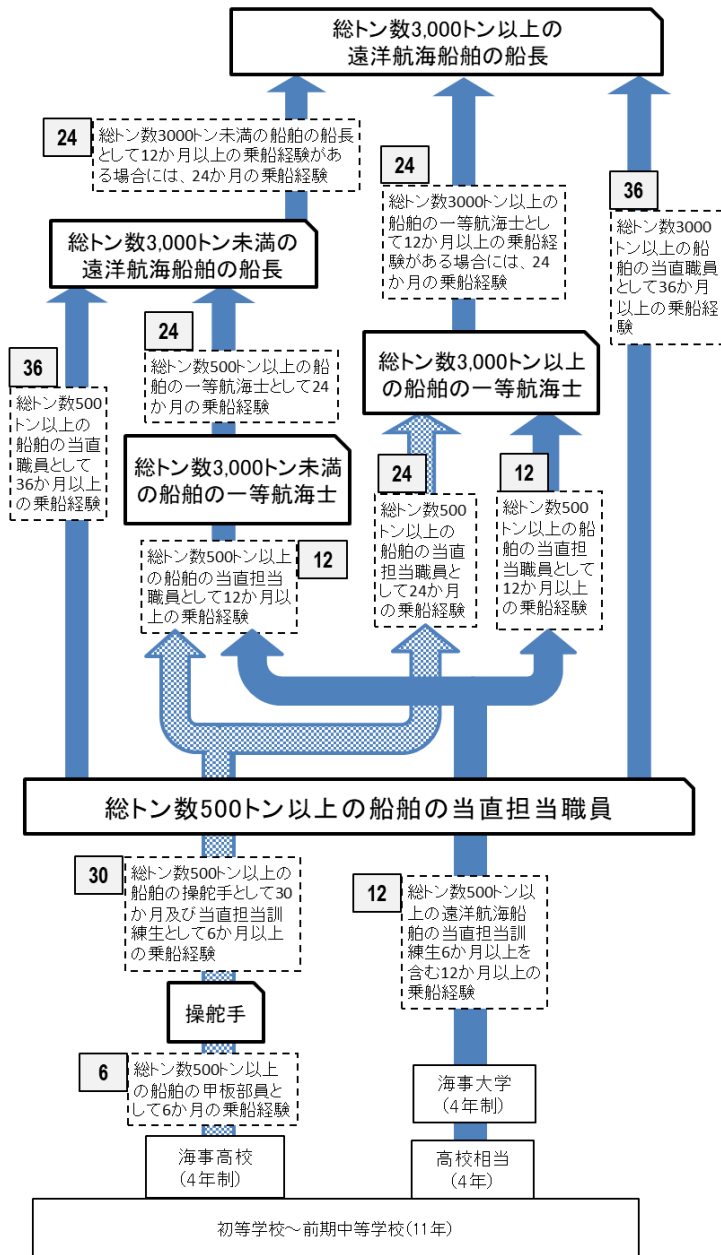 総トン数3,000トン以上の
遠洋航海船舶の船長
24
総トン数3000トン未満の船舶の船長
として12か月以上の乗船経験があ
る場合には、24か月の乗船経験
24
総トン数3000トン以上の
船舶の一等航海士とし
て12か月以上の乗船経
験がある場合には、24
か月の乗船経験
36
総トン数3000
トン以上の船
舶の当直職員
として36か月
以上の乗船経
験
総トン数3,000トン未満の
遠洋航海船舶の船長
24
総トン数500トン以上の船
舶の一等航海士として24
か月の乗船経験
36
総トン数500
トン以上の
船舶の当直
職員として
36か月以上
の乗船経験
総トン数3,000トン以上
の船舶の一等航海士
総トン数3,000トン未満
の船舶の一等航海士
24
総トン数500
トン以上の
船舶の当直
担当職員と
して24か月
の乗船経験
12
総トン数500
トン以上の船
舶の当直担
当職員として
12か月以上
の乗船経験
総トン数500トン以上
の船舶の当直担当
職員として12か月以
上の乗船経験
12
総トン数500トン以上の船舶の当直担当職員
30
総トン数500トン以上の
船舶の操舵手として30
か月及び当直担当訓
練生として6か月以上
の乗船経験
12
総トン数500トン以
上の遠洋航海船
舶の当直担当訓
練生6か月以上を
含む12か月以上の
乗船経験
操舵手
6
総トン数500トン以上
の船舶の甲板部員と
して6か月の乗船経験
海事大学
(4年制)
海事高校
(4年制)
高校相当
(4年)
初等学校～前期中等学校(11年)